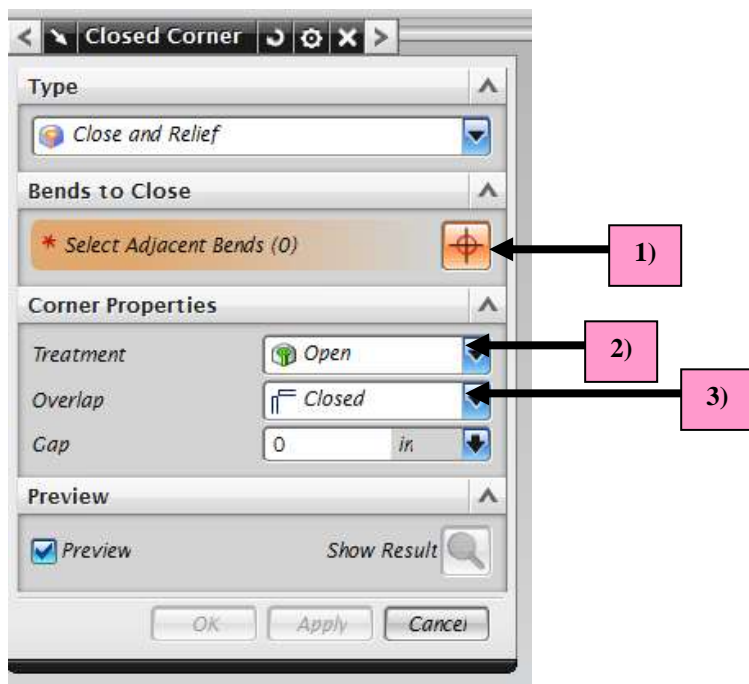 Closed Corner
Type
Close and Relief
Bends to Close
* Select Adjacent Bends (0)
1)
Corner Properties
Treatment Open
2)
Overlap Closed
3)
Gap 0 in
Preview
Preview Show Result
OK Apply Cancel